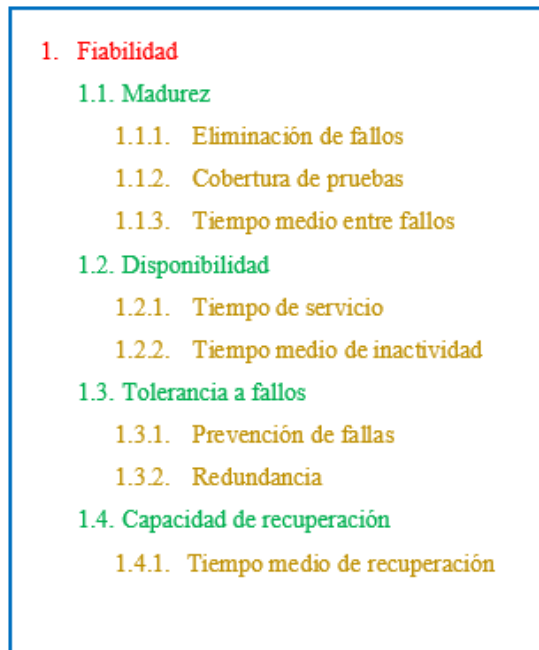 1. Fiabilidad
1.1. Madurez
1.1.1. Eliminación de fallos
1.1.2. Cobertura de pruebas
1.1.3. Tiempo medio entre fallos
1.2. Disponibilidad
1.2.1. Tiempo de servicio
1.2.2. Tiempo medio de inactividad
1.3. Tolerancia a fallos
1.3.1. Prevención de fallas
1.3.2. Redundancia
1.4. Capacidad de recuperación
1.4.1. Tiempo medio de recuperación